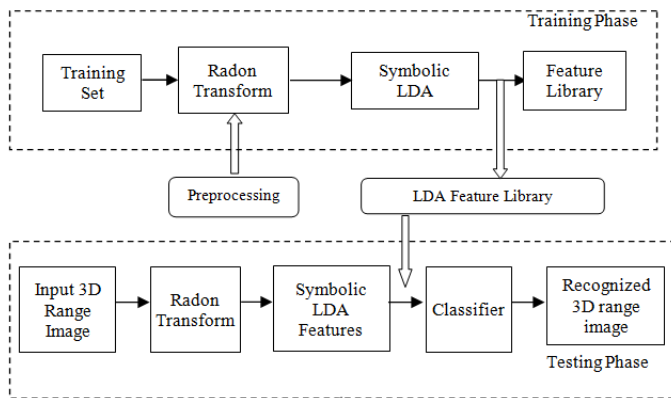 Training Phase
Training
Set
Radon
Transform
Symbolic
LDA
Feature
Library
Preprocessing
LDA Feature Library
Input 3D
Range
Image
Radon
Transform
Symbolic
LDA
Features
Classifier
Recognized
3D range
image
Testing Phase